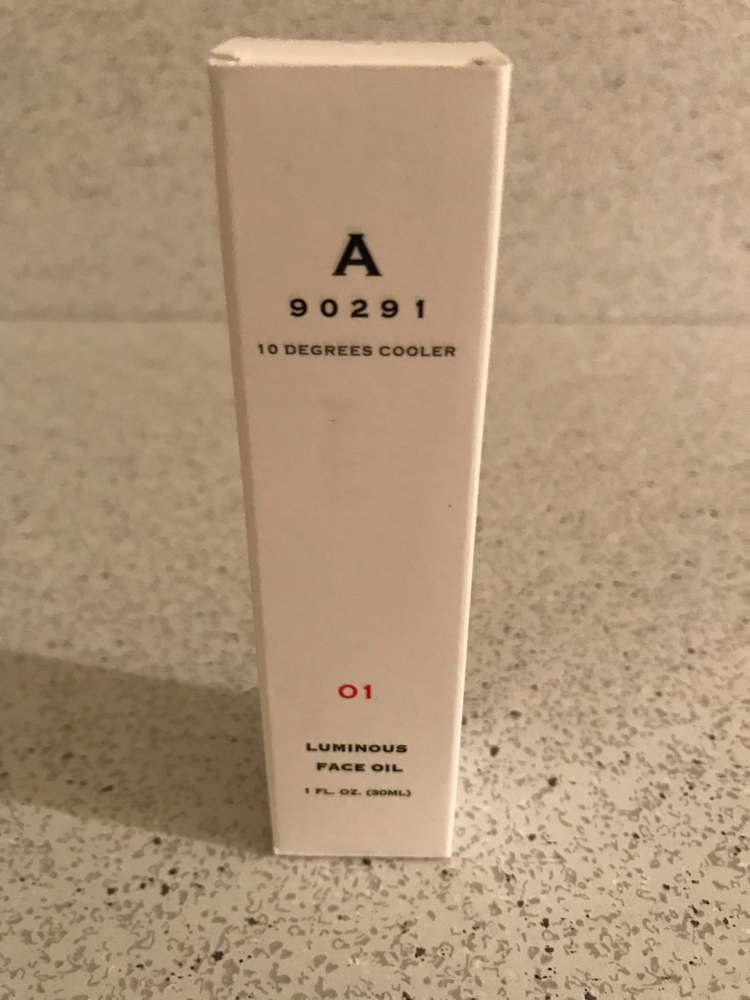 A
90291
10 DEGREES COOLER
01
LUMINOUS
FACE OIL
1 FL. OZ. (30ML)